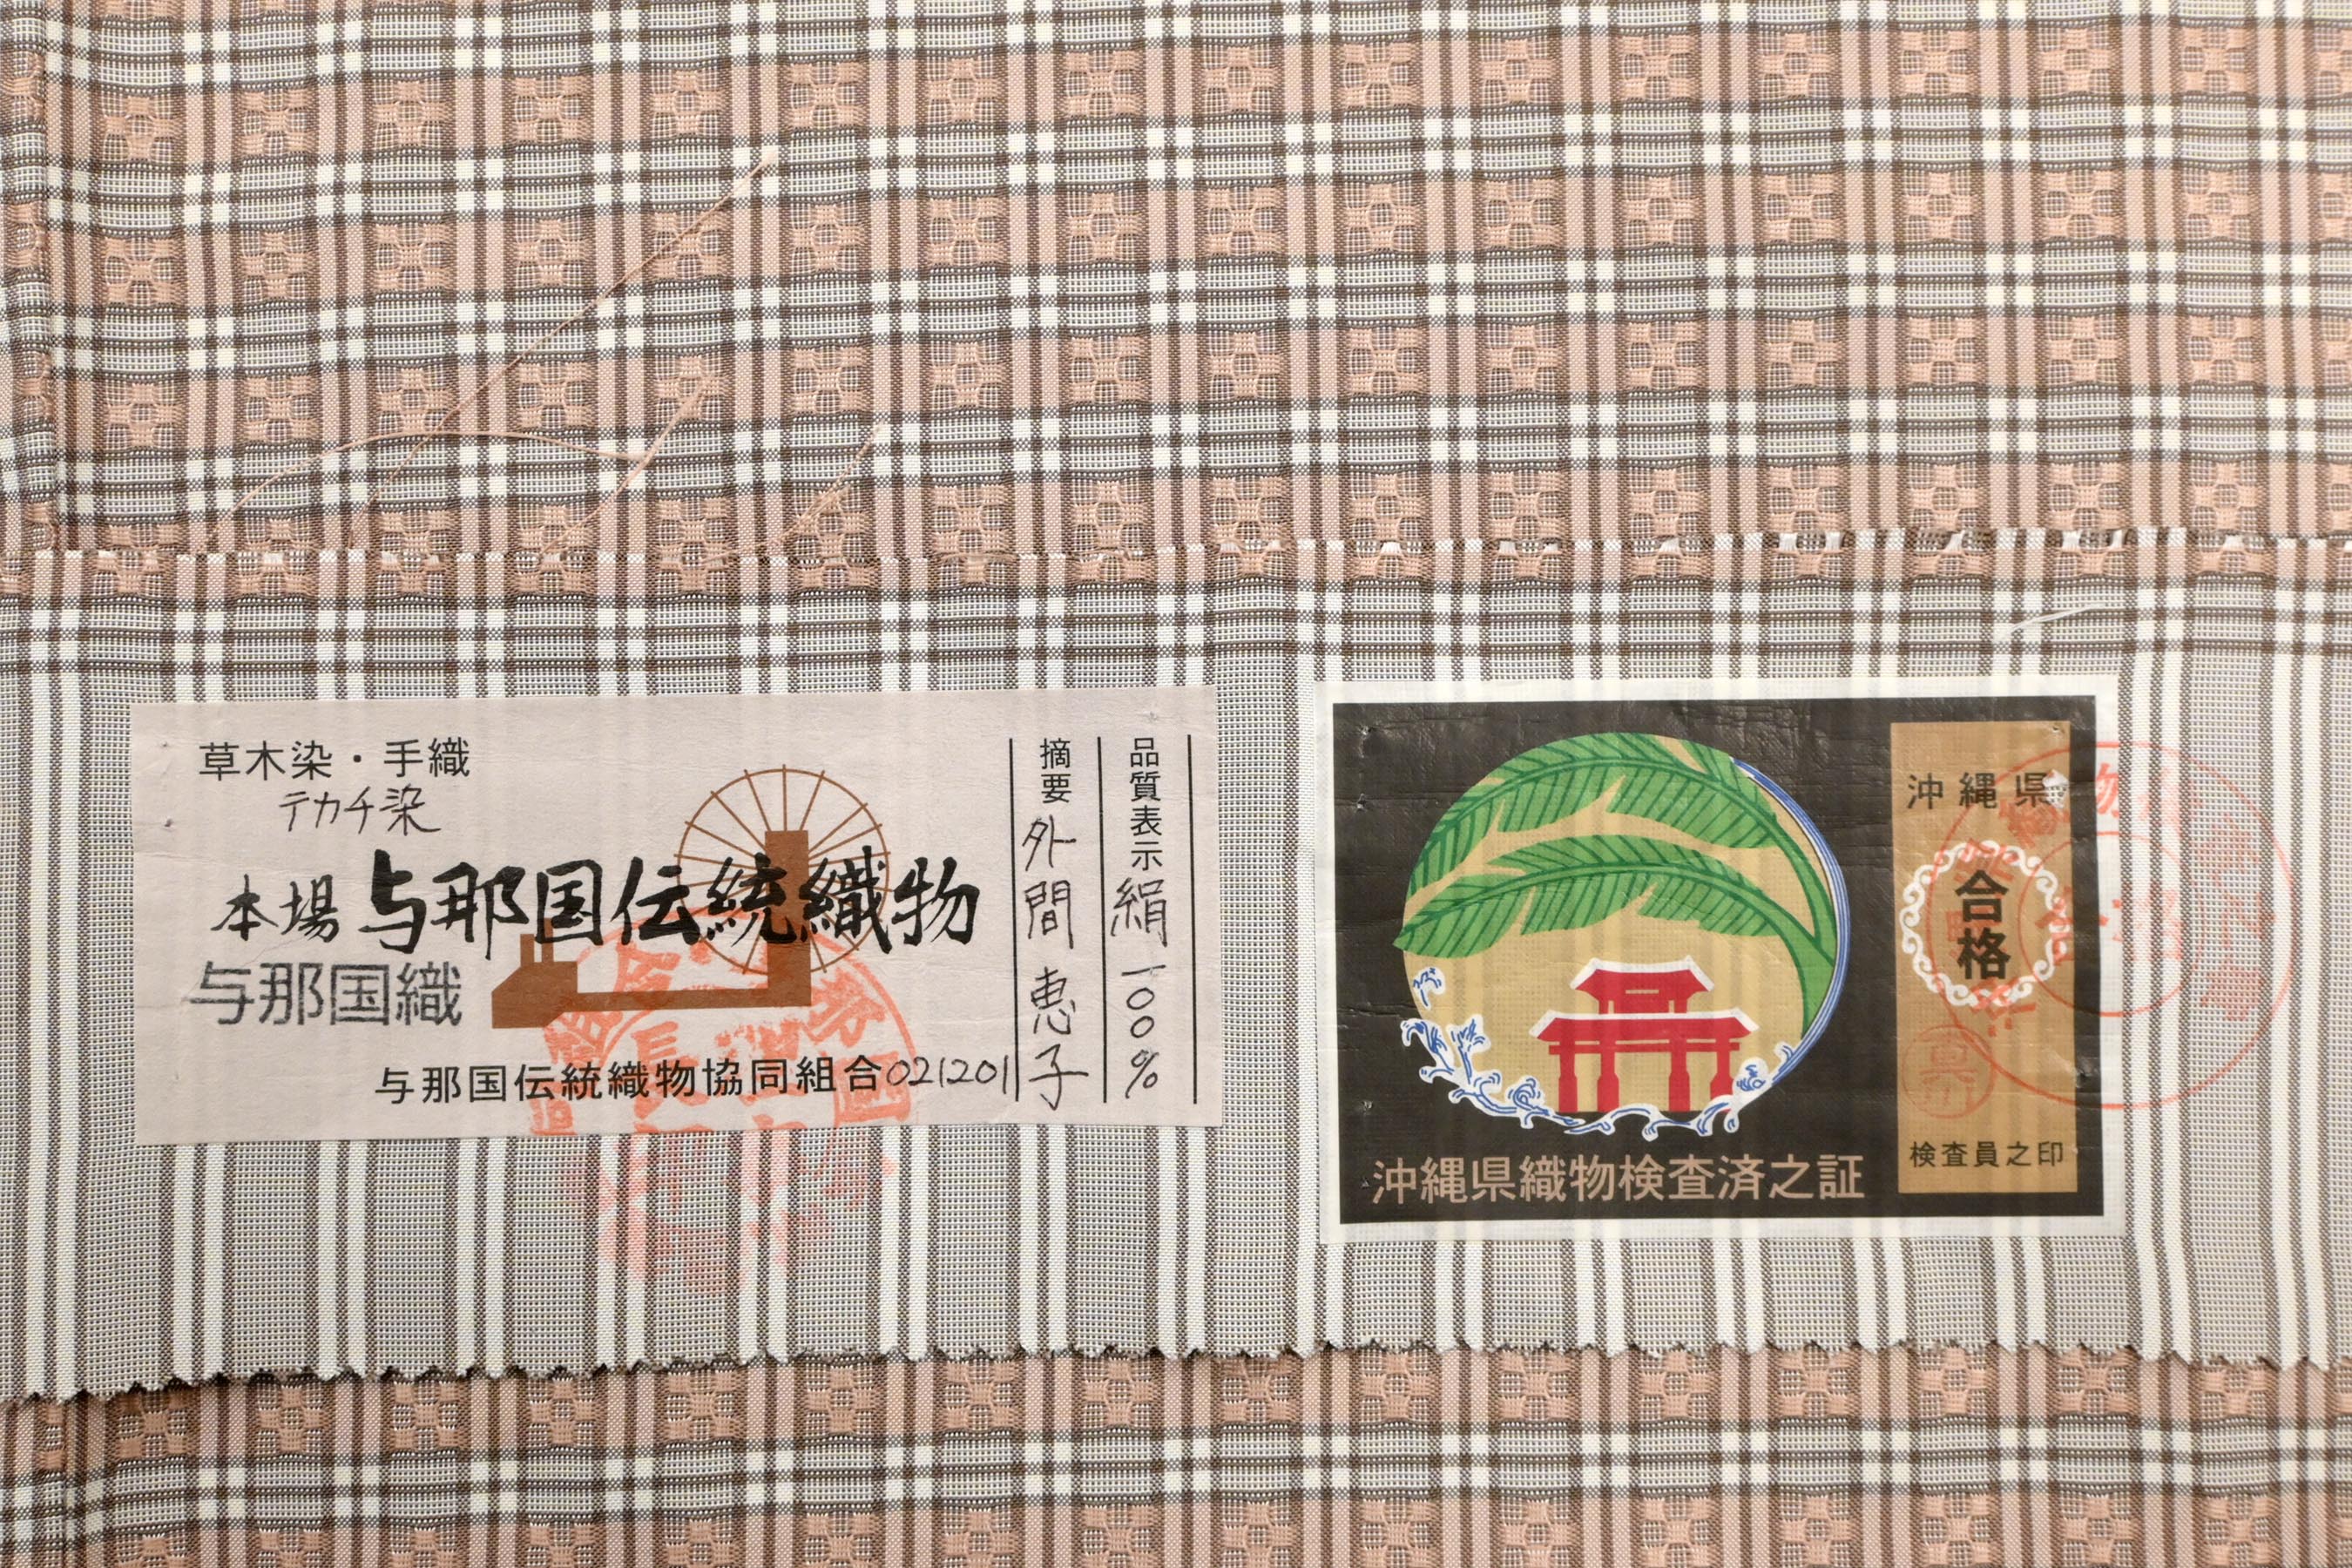 草木染・手織
テカチ染
本場 与那国伝統織物
与那国織
与那国伝統織物協同組合021201
摘要 外間恵子
品質表示 絹一〇〇%
沖縄県織物検査済之証
沖縄県
合格
検査員之印